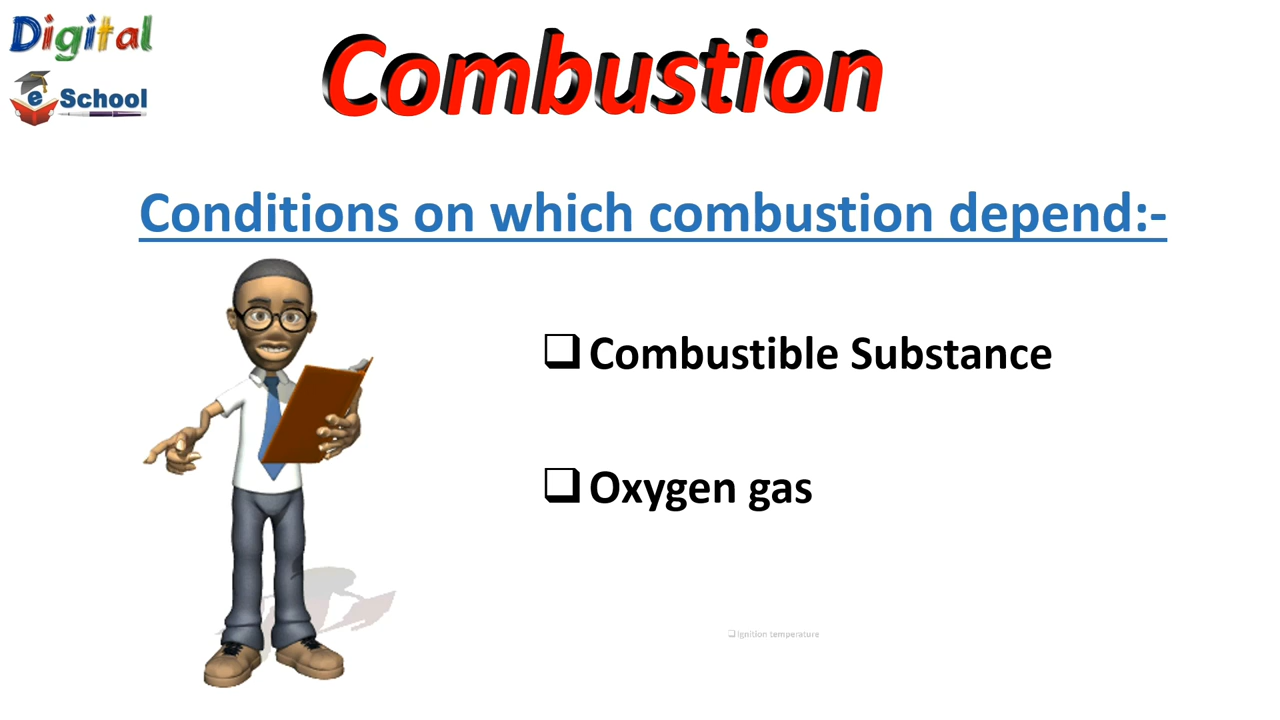 Digital
e School
Combustion
Conditions on which combustion depend:-
❑ Combustible Substance
❑ Oxygen gas
❑ Ignition temperature